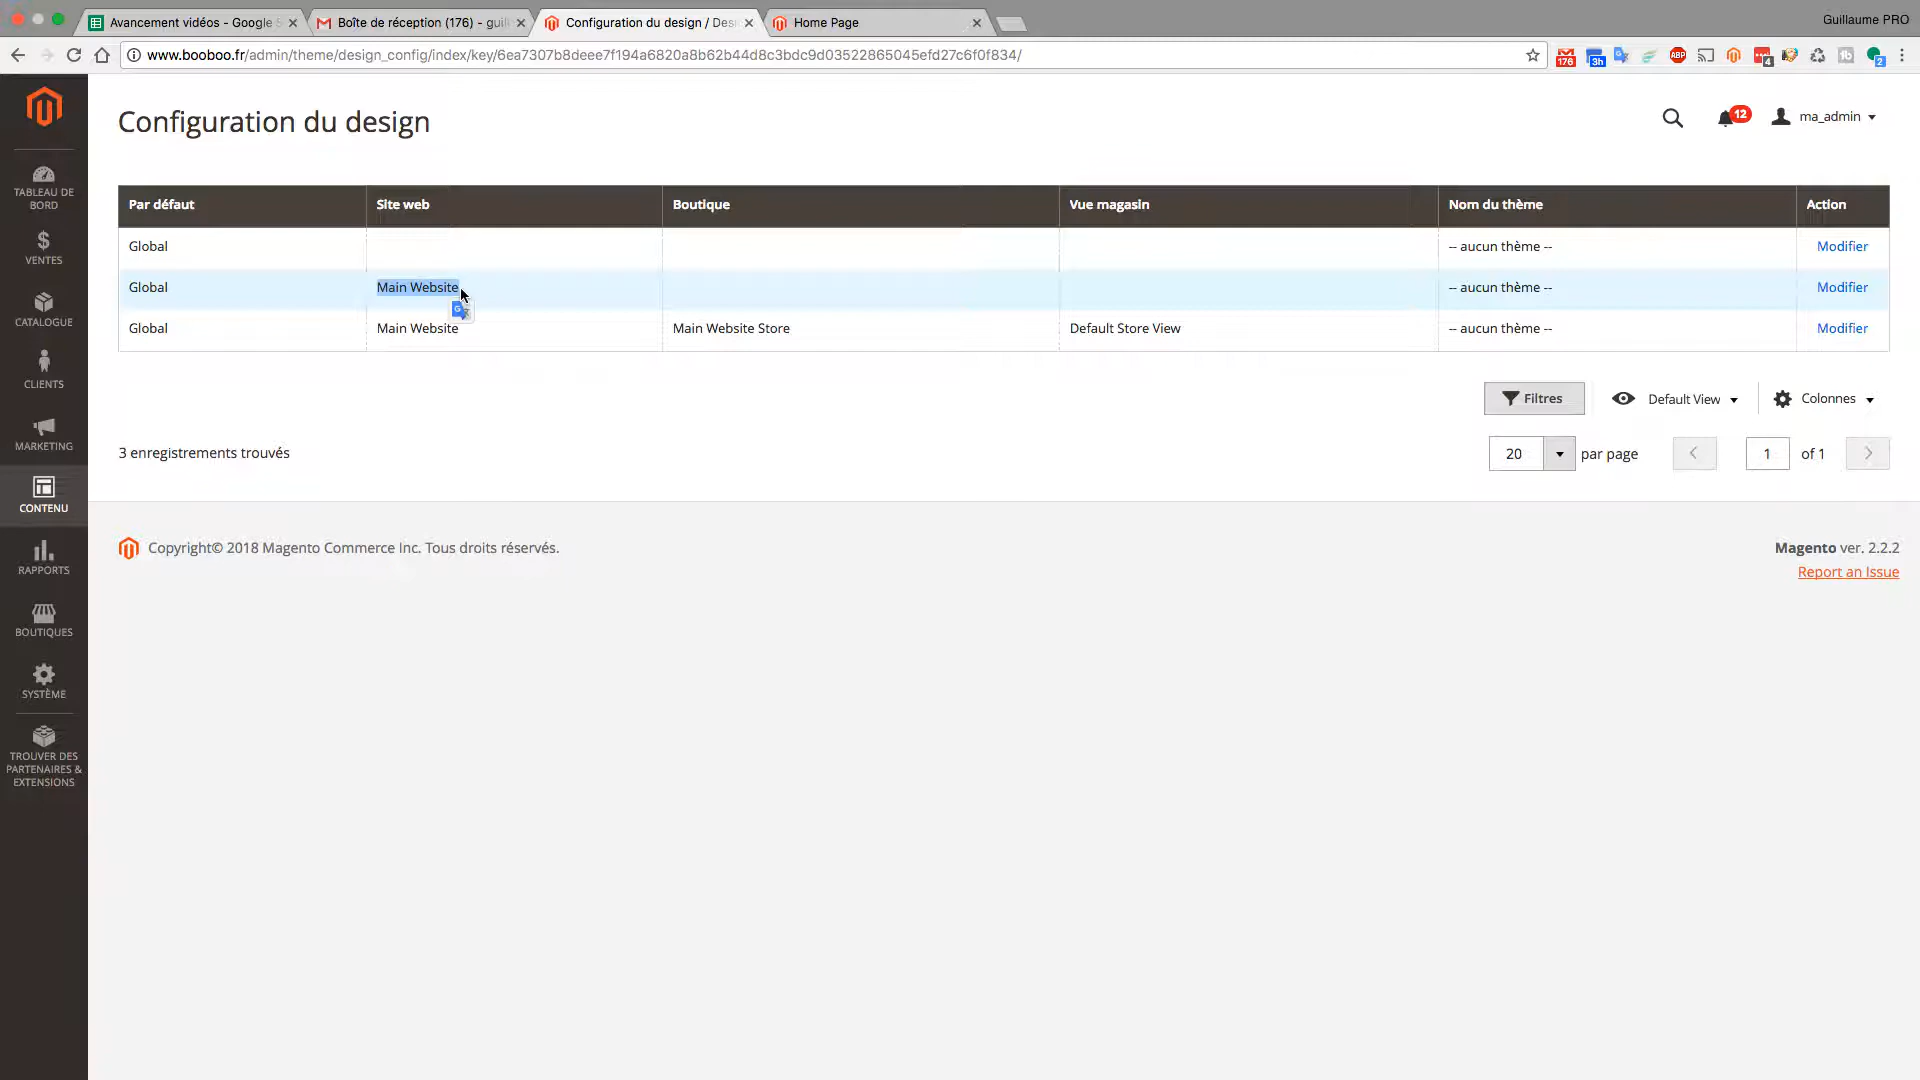 Avancement vidéos - Google S
Boîte de réception (176) - guil
Configuration du design / Des
Home Page
Guillaume PRO
www.booboo.fr/admin/theme/design_config/index/key/6ea7307b8deee7f194a6820a8b62b44d8c3bdc9d03522865045efd27c6f0f834/
176
3h
ABP
4
2
Configuration du design
12
ma_admin
TABLEAU DE
BORD
VENTES
CATALOGUE
CLIENTS
MARKETING
CONTENU
RAPPORTS
BOUTIQUES
SYSTÈME
TROUVER DES
PARTENAIRES &
EXTENSIONS
Par défaut Site web Boutique Vue magasin Nom du thème Action
Global -- aucun thème -- Modifier
Global Main Website -- aucun thème -- Modifier
Global Main Website Main Website Store Default Store View -- aucun thème -- Modifier
Filtres Default View Colonnes
3 enregistrements trouvés 20 par page 1 of 1
Copyright© 2018 Magento Commerce Inc. Tous droits réservés.
Magento ver. 2.2.2
Report an Issue